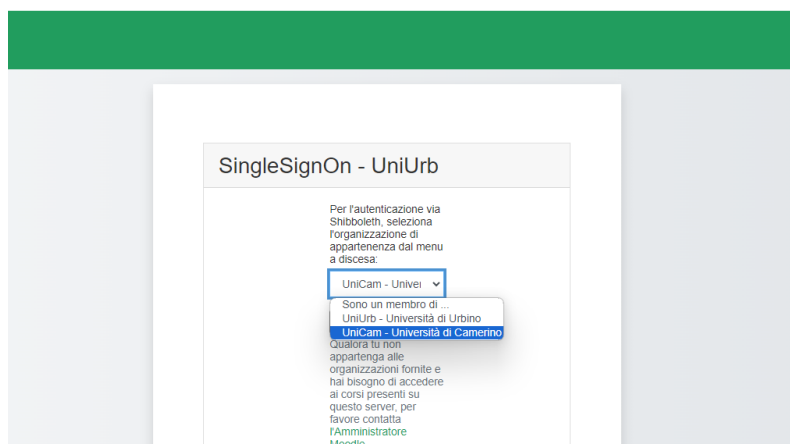 SingleSignOn - UniUrb
Per l'autenticazione via
Shibboleth, seleziona
l'organizzazione di
appartenenza dal menu
a discesa:
UniCam - Univer
Sono un membro di ...
UniUrb - Università di Urbino
UniCam - Università di Camerino
Qualora tu non
appartenga alle
organizzazioni fornite e
hai bisogno di accedere
ai corsi presenti su
questo server, per
favore contatta
l'Amministratore
Moodle